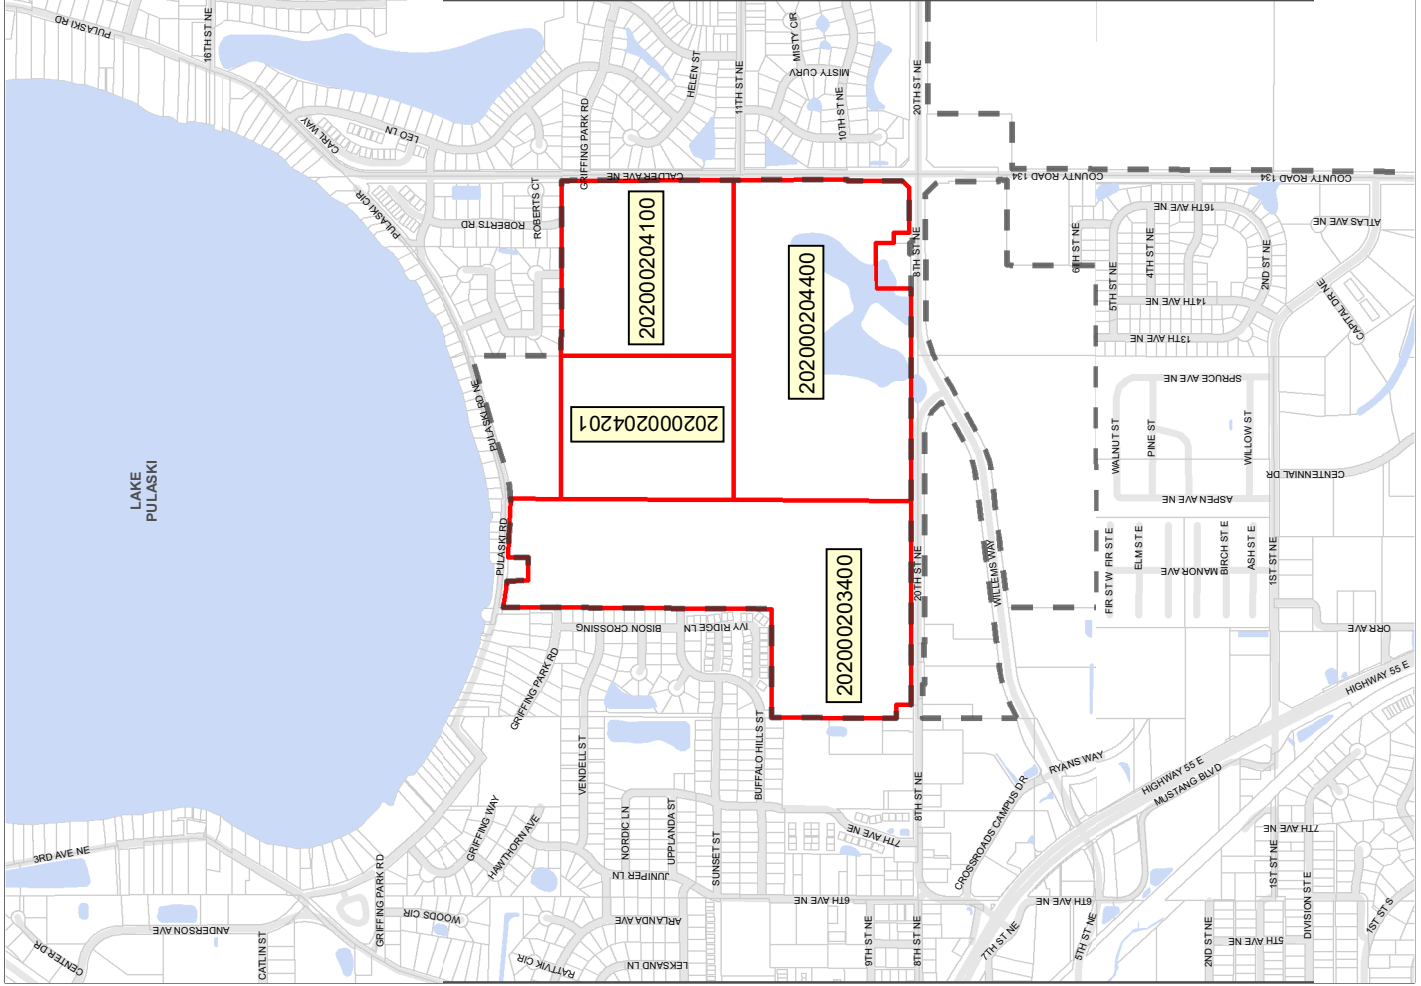 PULASKI RD
16TH ST NE
MISTY CIR
HELEN ST
11TH ST NE
MISTY CURV
20TH ST NE
10TH ST NE
GRIFFING PARK RD
LEO LN
CARL WAY
CALDER AVE NE
COUNTY ROAD 134
COUNTY ROAD 134
PULASKI CIR
ROBERTS CT
ROBERTS RD
202000204100
202000204400
8TH ST NE
16TH AVE NE
ATLAS AVE NE
6TH ST NE
4TH ST NE
2ND ST NE
5TH ST NE
14TH AVE NE
13TH AVE NE
CAPITAL DR NE
PULASKI RD NE
202000204201
SPRUCE AVE NE
WALNUT ST
PINE ST
WILLOW ST
CENTENNIAL DR
ASPEN AVE NE
LAKE
PULASKI
PULASKI RD
202000203400
20TH ST NE
WILLEMS WAY
FIR ST W
FIR ST E
ELM ST E
MANOR AVE
BIRCH ST E
ASH ST E
1ST ST NE
ORR AVE
BISON CROSSING
IVY RIDGE LN
GRIFFING PARK RD
HIGHWAY 55 E
VENDELL ST
BUFFALO HILLS ST
RYANS WAY
HIGHWAY 55 E
MUSTANG BLVD
8TH ST NE
CROSSROADS CAMPUS DR
GRIFFING WAY
HAWTHORN AVE
NORDIC LN
UPPLANDA ST
SUNSET ST
7TH AVE NE
7TH AVE NE
3RD AVE NE
JUNIPER LN
1ST ST NE
DIVISION ST E
6TH AVE NE
6TH AVE NE
GRIFFING PARK RD
WOODS CIR
ARLANDA AVE
ANDERSON AVE
CATLIN ST
CENTER DR
RATTVIK CIR
LEKSAND LN
9TH ST NE
8TH ST NE
7TH ST NE
5TH ST NE
2ND ST NE
5TH AVE NE
1ST ST S